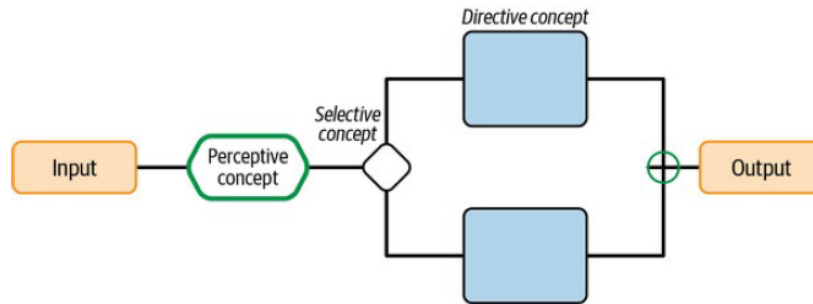 Directive concept
Selective
concept
Input
Perceptive
concept
Output